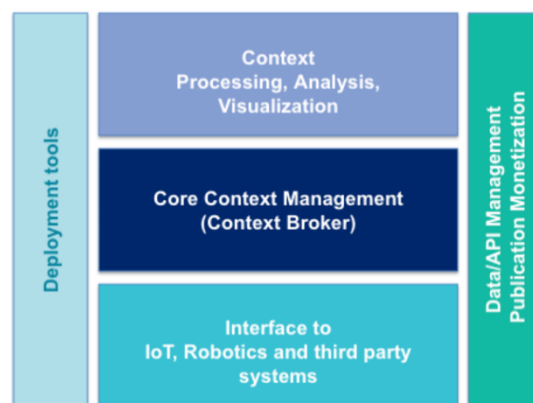 Deployment tools
Context
Processing, Analysis,
Visualization
Core Context Management
(Context Broker)
Interface to
IoT, Robotics and third party
systems
Data/API Management
Publication Monetization